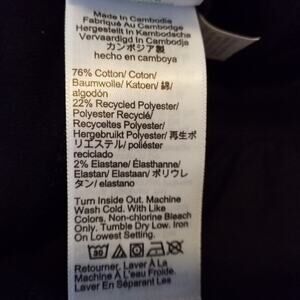 Made In Cambodia
Fabriqué Au Cambodge
Hergestellt In Kambodscha
Vervaardigd In Cambodja
カンボジア製
hecho en camboya
76% Cotton/ Coton/
Baumwolle/ Katoen/ 綿/
algodón
22% Recycled Polyester/
Polyester Recyclé/
Recyceltes Polyester/
Hergebruikt Polyester/ 再生ポ
リエステル/ poliéster
reciclado
2% Elastane/ Élasthanne/
Elastan/ Elastaan/ ポリウレ
タン/ elastano
Turn Inside Out. Machine
Wash Cold. With Like
Colors. Non-chlorine Bleach
Only. Tumble Dry Low. Iron
On Lowest Setting.
30
Retourner. Laver À La
Machine À L'eau Froide.